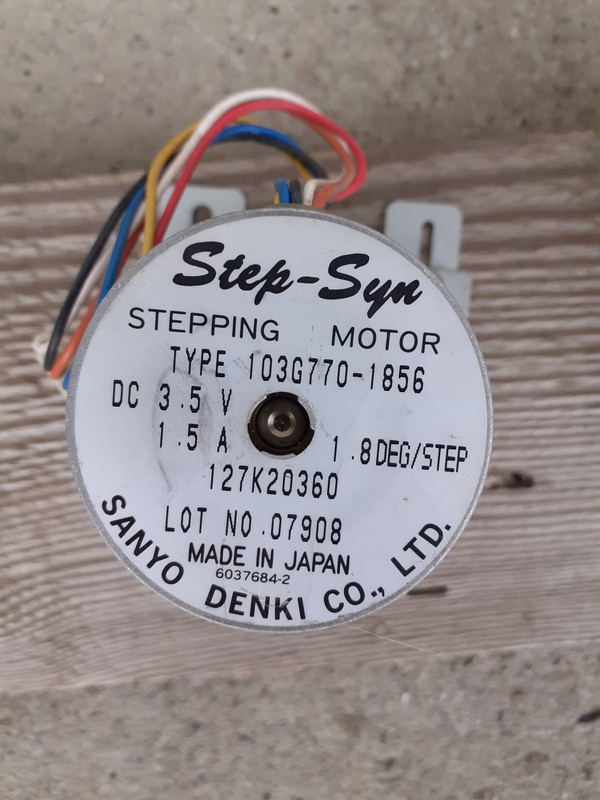 Step-Syn
STEPPING MOTOR
TYPE 103G770-1856
DC 3.5 V
1.5 A 1.8DEG/STEP
127K20360
LOT NO.07908
MADE IN JAPAN
6037684-2
SANYO DENKI CO., LTD.